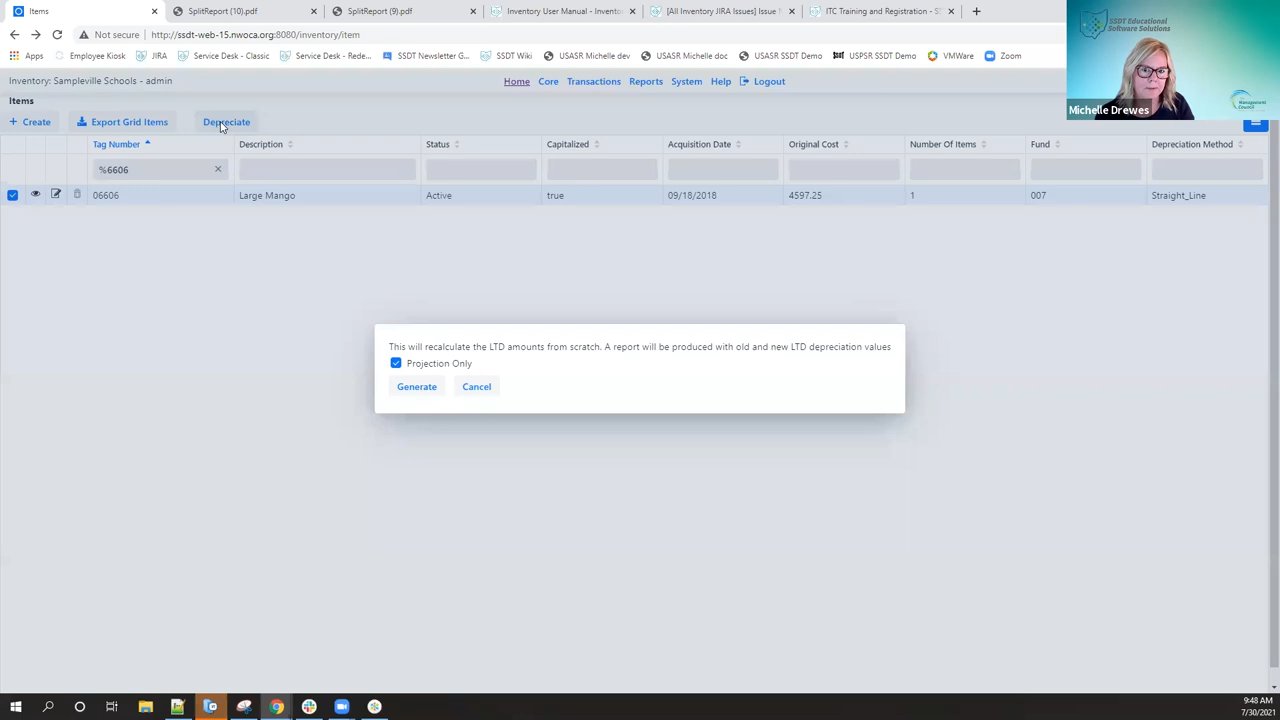 Items
SplitReport (10).pdf
SplitReport (9).pdf
Inventory User Manual - Invento
[All Inventory JIRA Issues] Issue
ITC Training and Registration - S
Not secure
http://ssdt-web-15.nwoca.org:8080/inventory/item
Apps
Employee Kiosk
JIRA
Service Desk - Classic
Service Desk - Rede...
SSDT Newsletter G...
SSDT Wiki
USASR Michelle dev
USASR Michelle doc
USASR SSDT Demo
USPSR SSDT Demo
VMWare
Zoom
SSDT Educational
Software Solutions
Management
Council
Michelle Drewes
Inventory: Sampleville Schools - admin
Home
Core
Transactions
Reports
System
Help
Logout
Items
+ Create
Export Grid Items
Depreciate
Tag Number
Description
Status
Capitalized
Acquisition Date
Original Cost
Number Of Items
Fund
Depreciation Method
%6606
06606
Large Mango
Active
true
09/18/2018
4597.25
1
007
Straight_Line
This will recalculate the LTD amounts from scratch. A report will be produced with old and new LTD depreciation values
Projection Only
Generate
Cancel
9:48 AM
7/30/2021